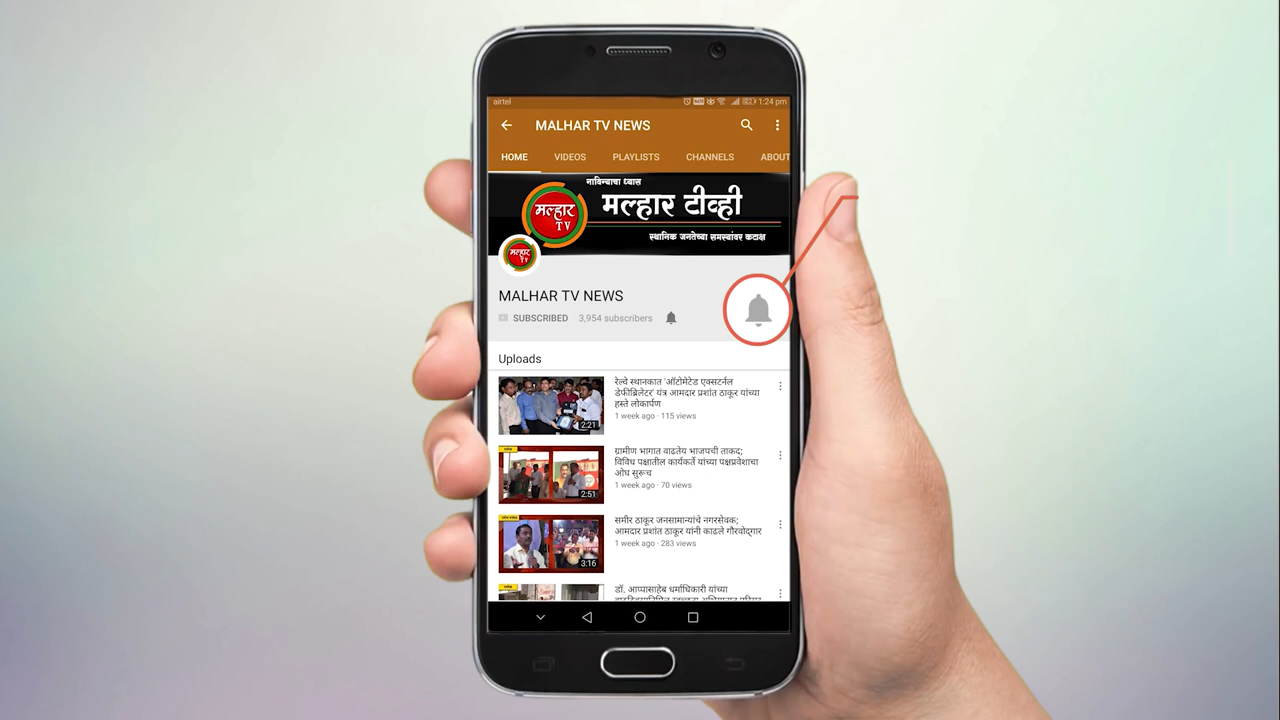 airtel 1:24 pm
MALHAR TV NEWS
HOME VIDEOS PLAYLISTS CHANNELS ABOUT
नाविन्याचा ध्यास
मल्हार टीव्ही
मल्हार
TV
स्थानिक जनतेच्या समस्यांवर कटाक्ष
मल्हार
TV
MALHAR TV NEWS
SUBSCRIBED 3,954 subscribers
Uploads
रेल्वे स्थानकात 'ऑटोमेटेड एक्सटर्नल
डेफीब्रिलेटर' यंत्र आमदार प्रशांत ठाकूर यांच्या
हस्ते लोकार्पण
1 week ago · 115 views
2:21
ग्रामीण भागात वाढतेय भाजपची ताकद;
विविध पक्षातील कार्यकर्ते यांच्या पक्षप्रवेशाचा
ओघ सुरूच
1 week ago · 70 views
2:51
समीर ठाकूर जनसामान्यांचे नगरसेवक;
आमदार प्रशांत ठाकूर यांनी काढले गौरवोद्गार
1 week ago · 283 views
3:16
डॉ. आप्पासाहेब धर्माधिकारी यांच्या